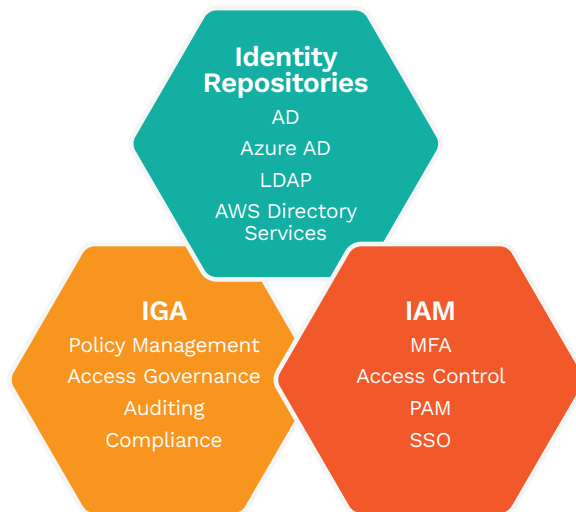 Identity
Repositories
AD
Azure AD
LDAP
AWS Directory
Services
IGA
Policy Management
Access Governance
Auditing
Compliance
IAM
MFA
Access Control
PAM
SSO